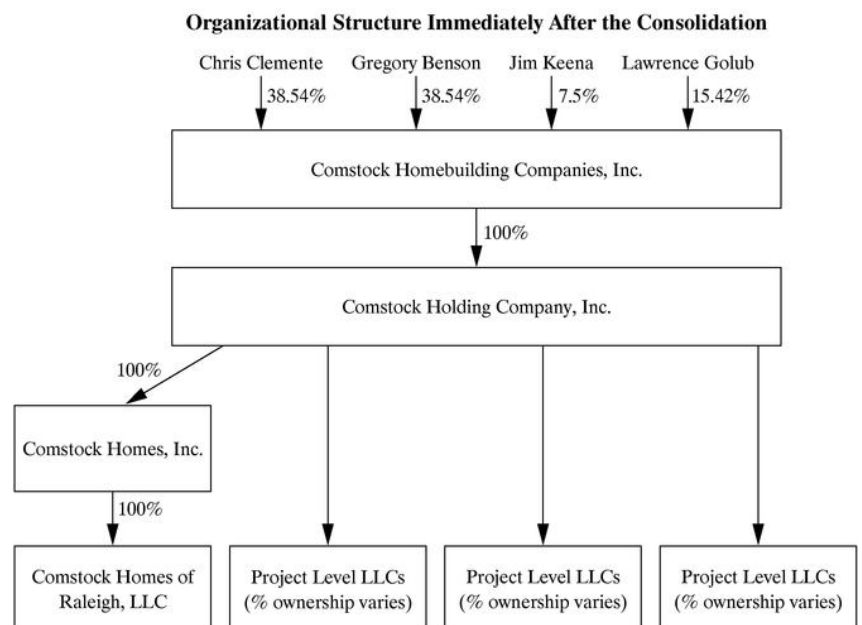 Organizational Structure Immediately After the Consolidation
Chris Clemente
Gregory Benson
Jim Keena
Lawrence Golub
38.54%
38.54%
7.5%
15.42%
Comstock Homebuilding Companies, Inc.
100%
Comstock Holding Company, Inc.
100%
Comstock Homes, Inc.
100%
Comstock Homes of
Raleigh, LLC
Project Level LLCs
(% ownership varies)
Project Level LLCs
(% ownership varies)
Project Level LLCs
(% ownership varies)